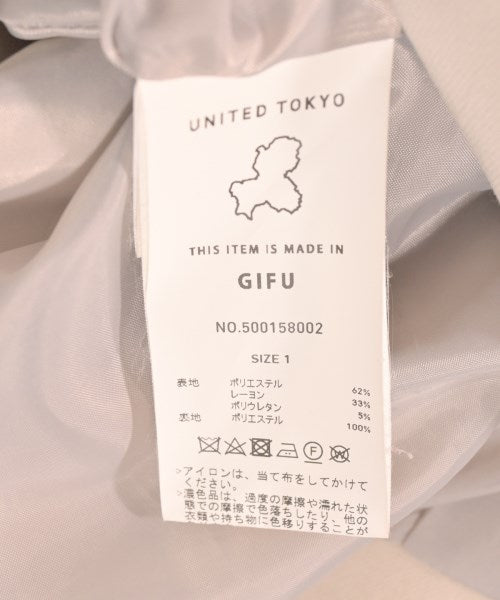 UNITED TOKYO
THIS ITEM IS MADE IN
GIFU
NO.500158002
SIZE 1
表地 ポリエステル 62%
レーヨン 33%
ポリウレタン 5%
裏地 ポリエステル 100%
F W
>アイロンは、当て布をしてかけて
ください。
>濃色品は、過度の摩擦や濡れた状
態での摩擦で色落ちしたり、他の
衣類や持ち物に色移りすることが